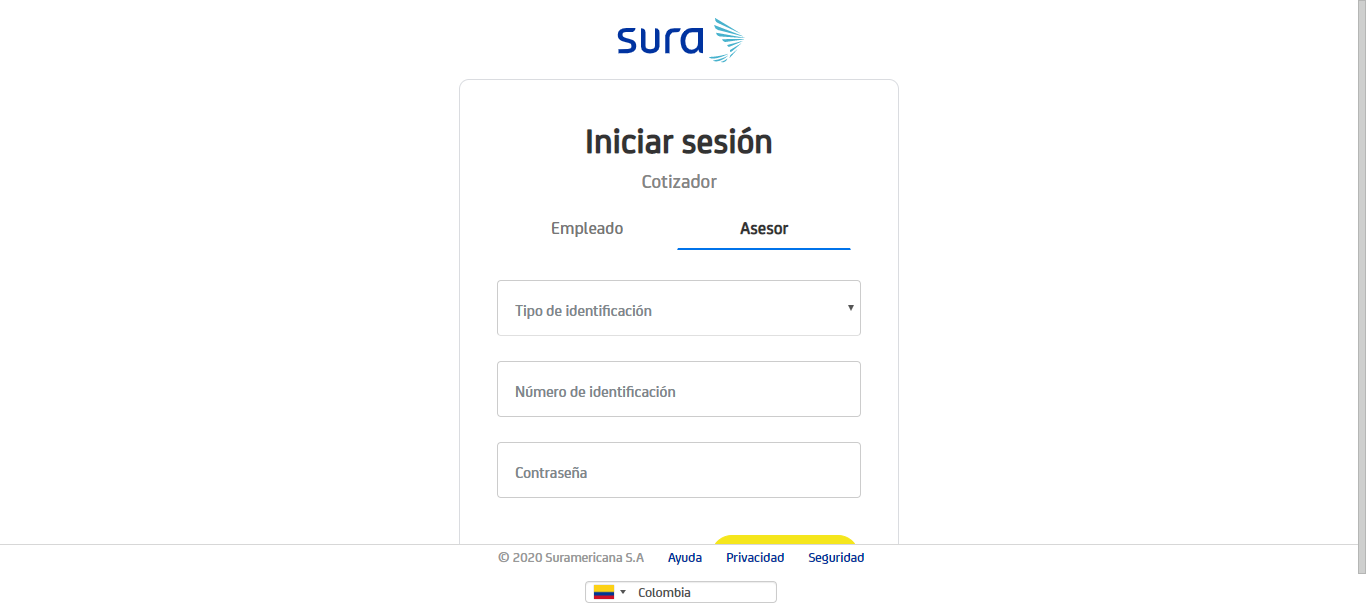 sura
Iniciar sesión
Cotizador
Empleado Asesor
Tipo de identificación
Número de identificación
Contraseña
© 2020 Suramericana S.A Ayuda Privacidad Seguridad
Colombia